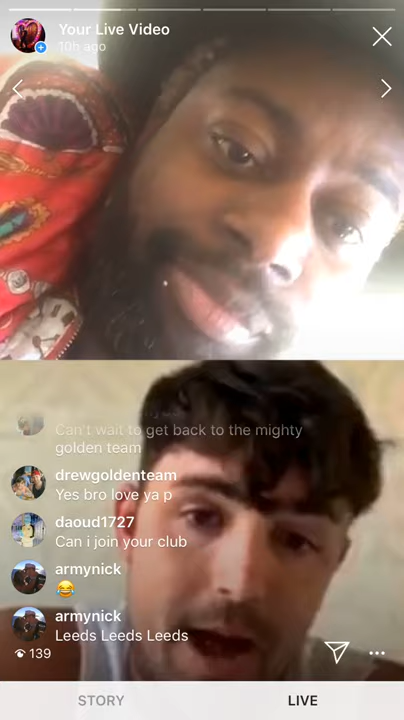 Your Live Video
10h ago
Can't wait to get back to the mighty
golden team
drewgoldenteam
Yes bro love ya p
daoud1727
Can i join your club
armynick
😂
armynick
Leeds Leeds Leeds
139
STORY
LIVE